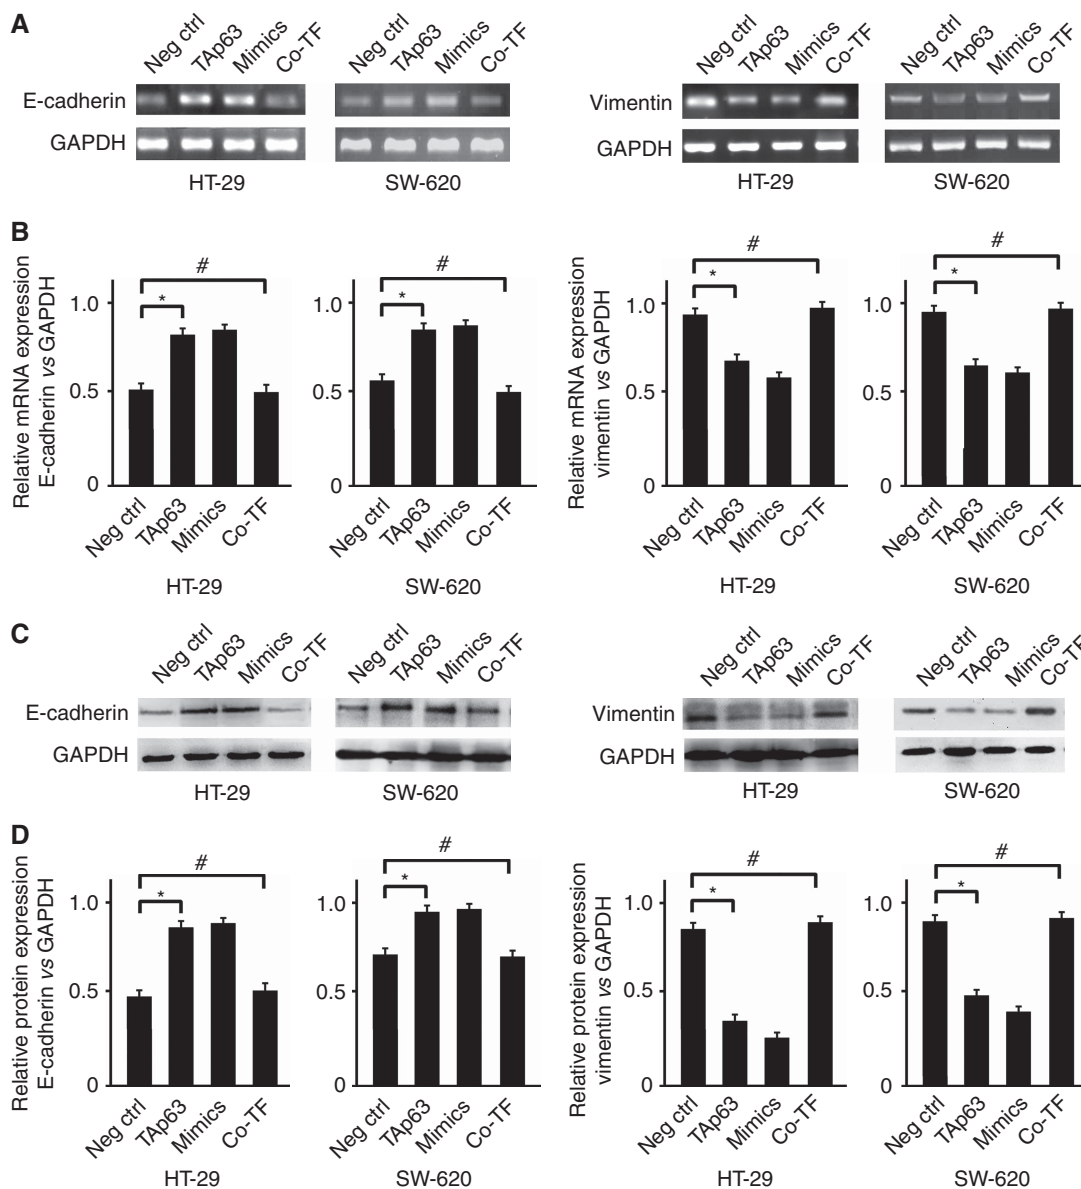 A
Neg ctrl TAp63 Mimics Co-TF
Neg ctrl TAp63 Mimics Co-TF
Neg ctrl TAp63 Mimics Co-TF
Neg ctrl TAp63 Mimics Co-TF
E-cadherin
Vimentin
GAPDH
GAPDH
HT-29
SW-620
HT-29
SW-620
B
Relative mRNA expression
E-cadherin vs GAPDH
1.0
0.5
0
*
#
Neg ctrl TAp63 Mimics Co-TF
HT-29
1.0
0.5
0
*
#
Neg ctrl TAp63 Mimics Co-TF
SW-620
Relative mRNA expression
vimentin vs GAPDH
1.0
0.5
0
*
#
Neg ctrl TAp63 Mimics Co-TF
HT-29
1.0
0.5
0
*
#
Neg ctrl TAp63 Mimics Co-TF
SW-620
C
Neg ctrl TAp63 Mimics Co-TF
Neg ctrl TAp63 Mimics Co-TF
Neg ctrl TAp63 Mimics Co-TF
Neg ctrl TAp63 Mimics Co-TF
E-cadherin
Vimentin
GAPDH
GAPDH
HT-29
SW-620
HT-29
SW-620
D
Relative protein expression
E-cadherin vs GAPDH
1.0
0.5
0
*
#
Neg ctrl TAp63 Mimics Co-TF
HT-29
1.0
0.5
0
*
#
Neg ctrl TAp63 Mimics Co-TF
SW-620
Relative protein expression
vimentin vs GAPDH
1.0
0.5
0
*
#
Neg ctrl TAp63 Mimics Co-TF
HT-29
1.0
0.5
0
*
#
Neg ctrl TAp63 Mimics Co-TF
SW-620